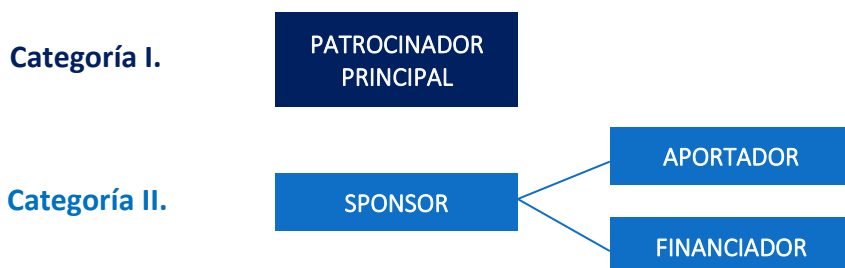 Categoría I.
PATROCINADOR
PRINCIPAL
Categoría II.
SPONSOR
APORTADOR
FINANCIADOR